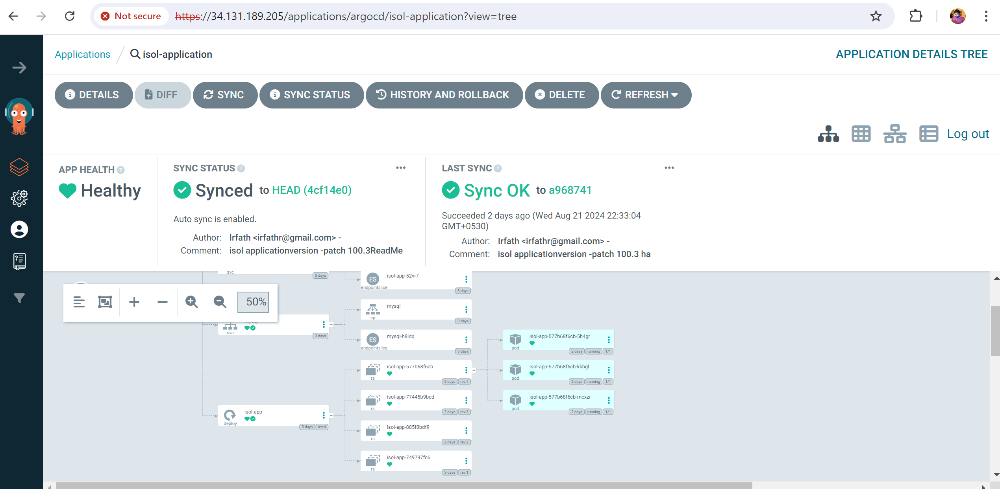 Not secure https://34.131.189.205/applications/argocd/isol-application?view=tree
Applications / isol-application
APPLICATION DETAILS TREE
DETAILS DIFF SYNC SYNC STATUS HISTORY AND ROLLBACK DELETE REFRESH
Log out
APP HEALTH ?
Healthy
SYNC STATUS ?
Synced to HEAD (4cf14e0)
Auto sync is enabled.
Author: Irfath <irfathr@gmail.com> -
Comment: isol applicationversion -patch 100.3ReadMe
LAST SYNC ?
Sync OK to a968741
Succeeded 2 days ago (Wed Aug 21 2024 22:33:04
GMT+0530)
Author: Irfath <irfathr@gmail.com> -
Comment: isol applicationversion -patch 100.3 ha
50%
svc
3 days
ES
isol-app-52vr7
endpointslice
3 days
mysql
ep
3 days
svc
3 days
ES
mysql-h8ldq
endpointslice
3 days
isol-app-577b68f6cb-5h4gr
pod
2 days running 1/1
isol-app-577b68f6cb
rs
2 days rev:4
isol-app-577b68f6cb-kkbgl
pod
2 days running 1/1
isol-app-77445b9bcd
rs
2 days rev:3
isol-app-577b68f6cb-mcxzr
pod
2 days running 1/1
isol-app
deploy
3 days rev:4
isol-app-885f8bdf9
rs
2 days rev:2
isol-app-749797fc6
rs
3 days rev:1